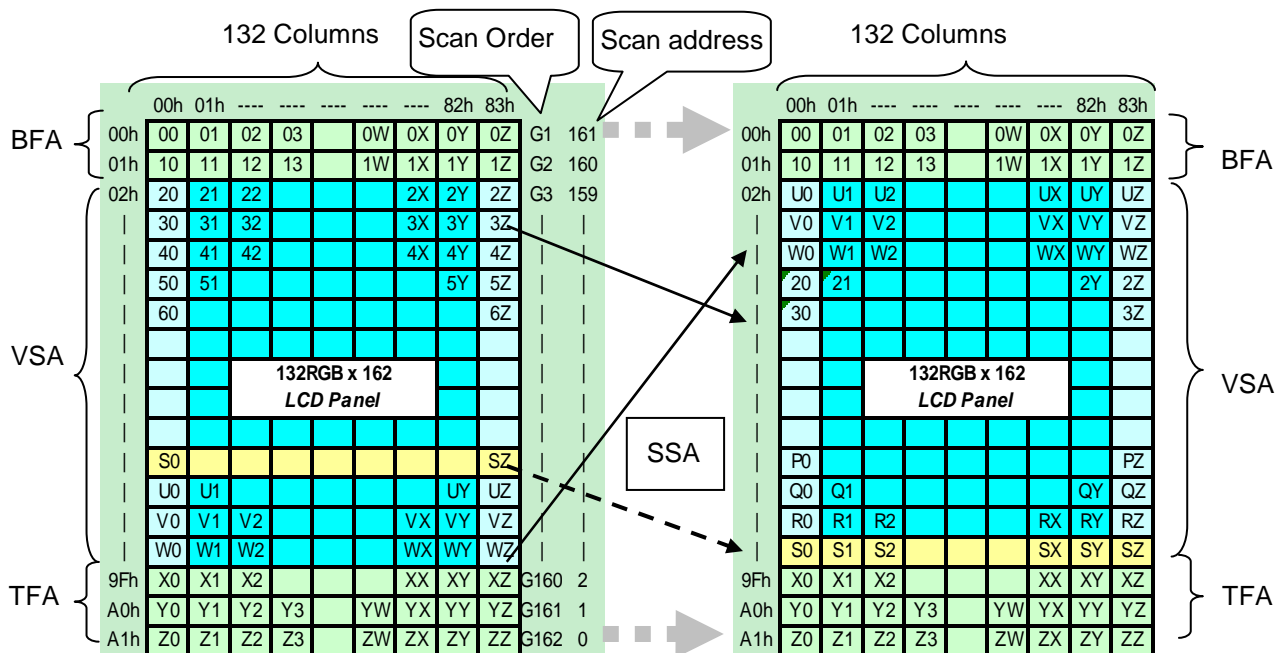 132 Columns Scan Order Scan address 132 Columns
00h 01h ---- ---- ---- ---- ---- 82h 83h 00h 01h ---- ---- ---- ---- ---- 82h 83h
BFA 00h 00 01 02 03 0W 0X 0Y 0Z G1 161 00h 00 01 02 03 0W 0X 0Y 0Z BFA
01h 10 11 12 13 1W 1X 1Y 1Z G2 160 01h 10 11 12 13 1W 1X 1Y 1Z
02h 20 21 22 2X 2Y 2Z G3 159 02h U0 U1 U2 UX UY UZ
| 30 31 32 3X 3Y 3Z | | | V0 V1 V2 VX VY VZ
| 40 41 42 4X 4Y 4Z | | | W0 W1 W2 WX WY WZ
| 50 51 5Y 5Z | | | 20 21 2Y 2Z
| 60 6Z | | | 30 3Z
VSA VSA
132RGB x 162 132RGB x 162
LCD Panel LCD Panel
SSA
| S0 SZ | | | P0 PZ
| U0 U1 UY UZ | | | Q0 Q1 QY QZ
| V0 V1 V2 VX VY VZ | | | R0 R1 R2 RX RY RZ
| W0 W1 W2 WX WY WZ | | | S0 S1 S2 SX SY SZ
9Fh X0 X1 X2 XX XY XZ G160 2 9Fh X0 X1 X2 XX XY XZ
TFA A0h Y0 Y1 Y2 Y3 YW YX YY YZ G161 1 A0h Y0 Y1 Y2 Y3 YW YX YY YZ TFA
A1h Z0 Z1 Z2 Z3 ZW ZX ZY ZZ G162 0 A1h Z0 Z1 Z2 Z3 ZW ZX ZY ZZ